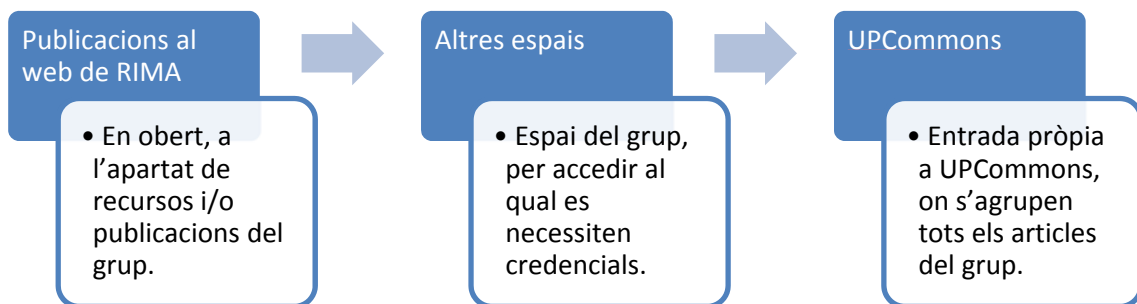 Publicacions al
web de RIMA
• En obert, a
l'apartat de
recursos i/o
publicacions del
grup.
Altres espais
• Espai del grup,
per accedir al
qual es
necessiten
credencials.
UPCommons
• Entrada pròpia
a UPCommons,
on s'agrupen
tots els articles
del grup.